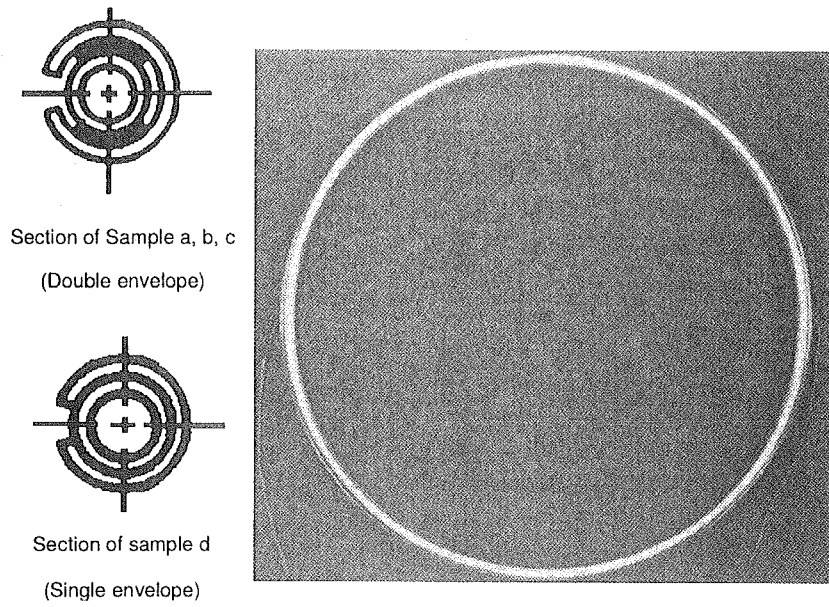 Section of Sample a, b, c
(Double envelope)
Section of sample d
(Single envelope)